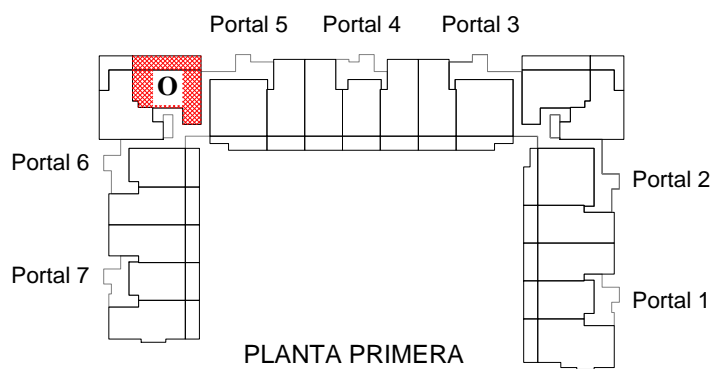 Portal 5 Portal 4 Portal 3
O
Portal 6
Portal 2
Portal 7
Portal 1
PLANTA PRIMERA